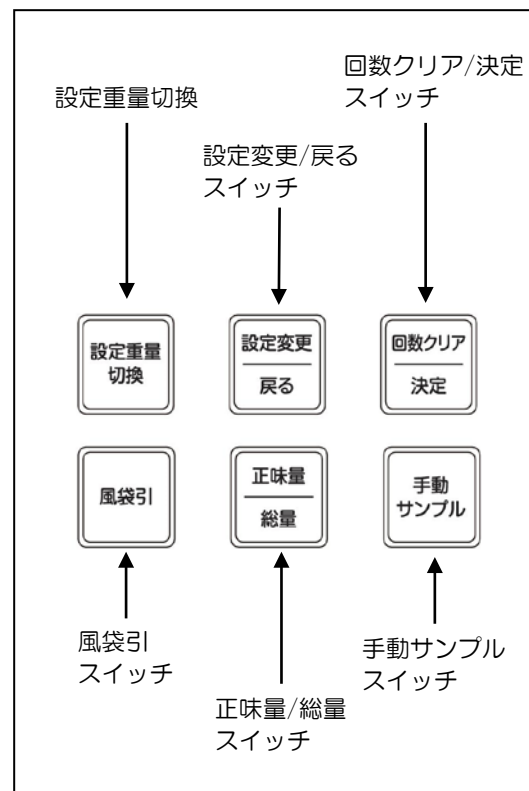 回数クリア/決定
スイッチ
設定重量切換
設定変更/戻る
スイッチ
設定重量
切換
設定変更
戻る
回数クリア
決定
風袋引
正味量
総量
手動
サンプル
風袋引
スイッチ
正味量/総量
スイッチ
手動サンプル
スイッチ